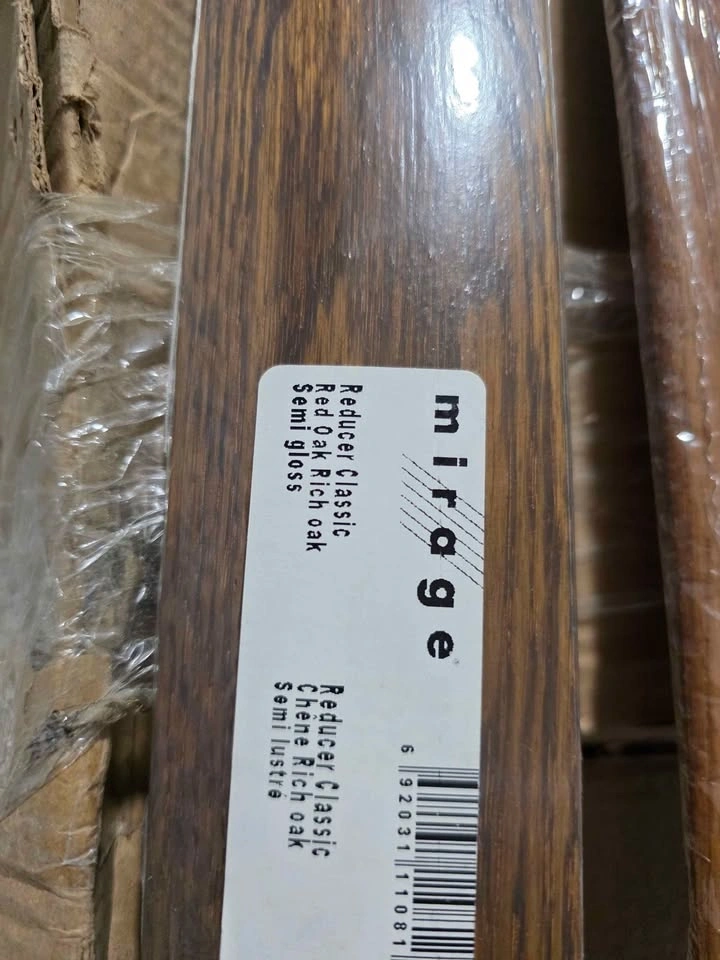 mirage
Reducer Classic
Red Oak Rich oak
Semi gloss
Reducer Classic
Chêne Rich oak
Semi lustré
6 92031 11081